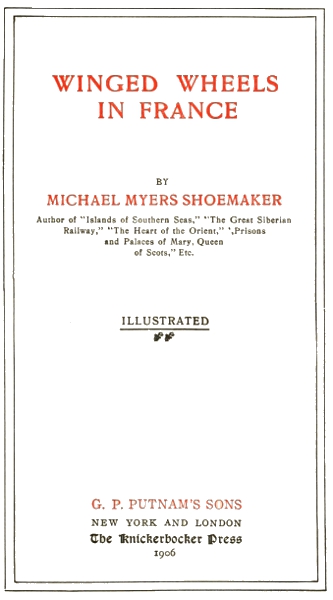 WINGED WHEELS
IN FRANCE
BY
MICHAEL MYERS SHOEMAKER
Author of "Islands of Southern Seas," "The Great Siberian
Railway," "The Heart of the Orient," ',Prisons
and Palaces of Mary, Queen
of Scots," Etc.
ILLUSTRATED
G. P. PUTNAM'S SONS
NEW YORK AND LONDON
The Knickerbocker Press
1906